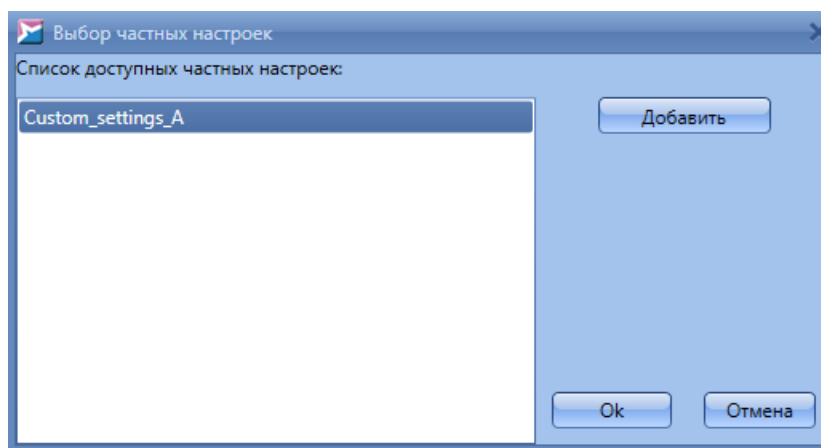 Выбор частных настроек
Список доступных частных настроек:
Custom_settings_A
Добавить
Ok
Отмена